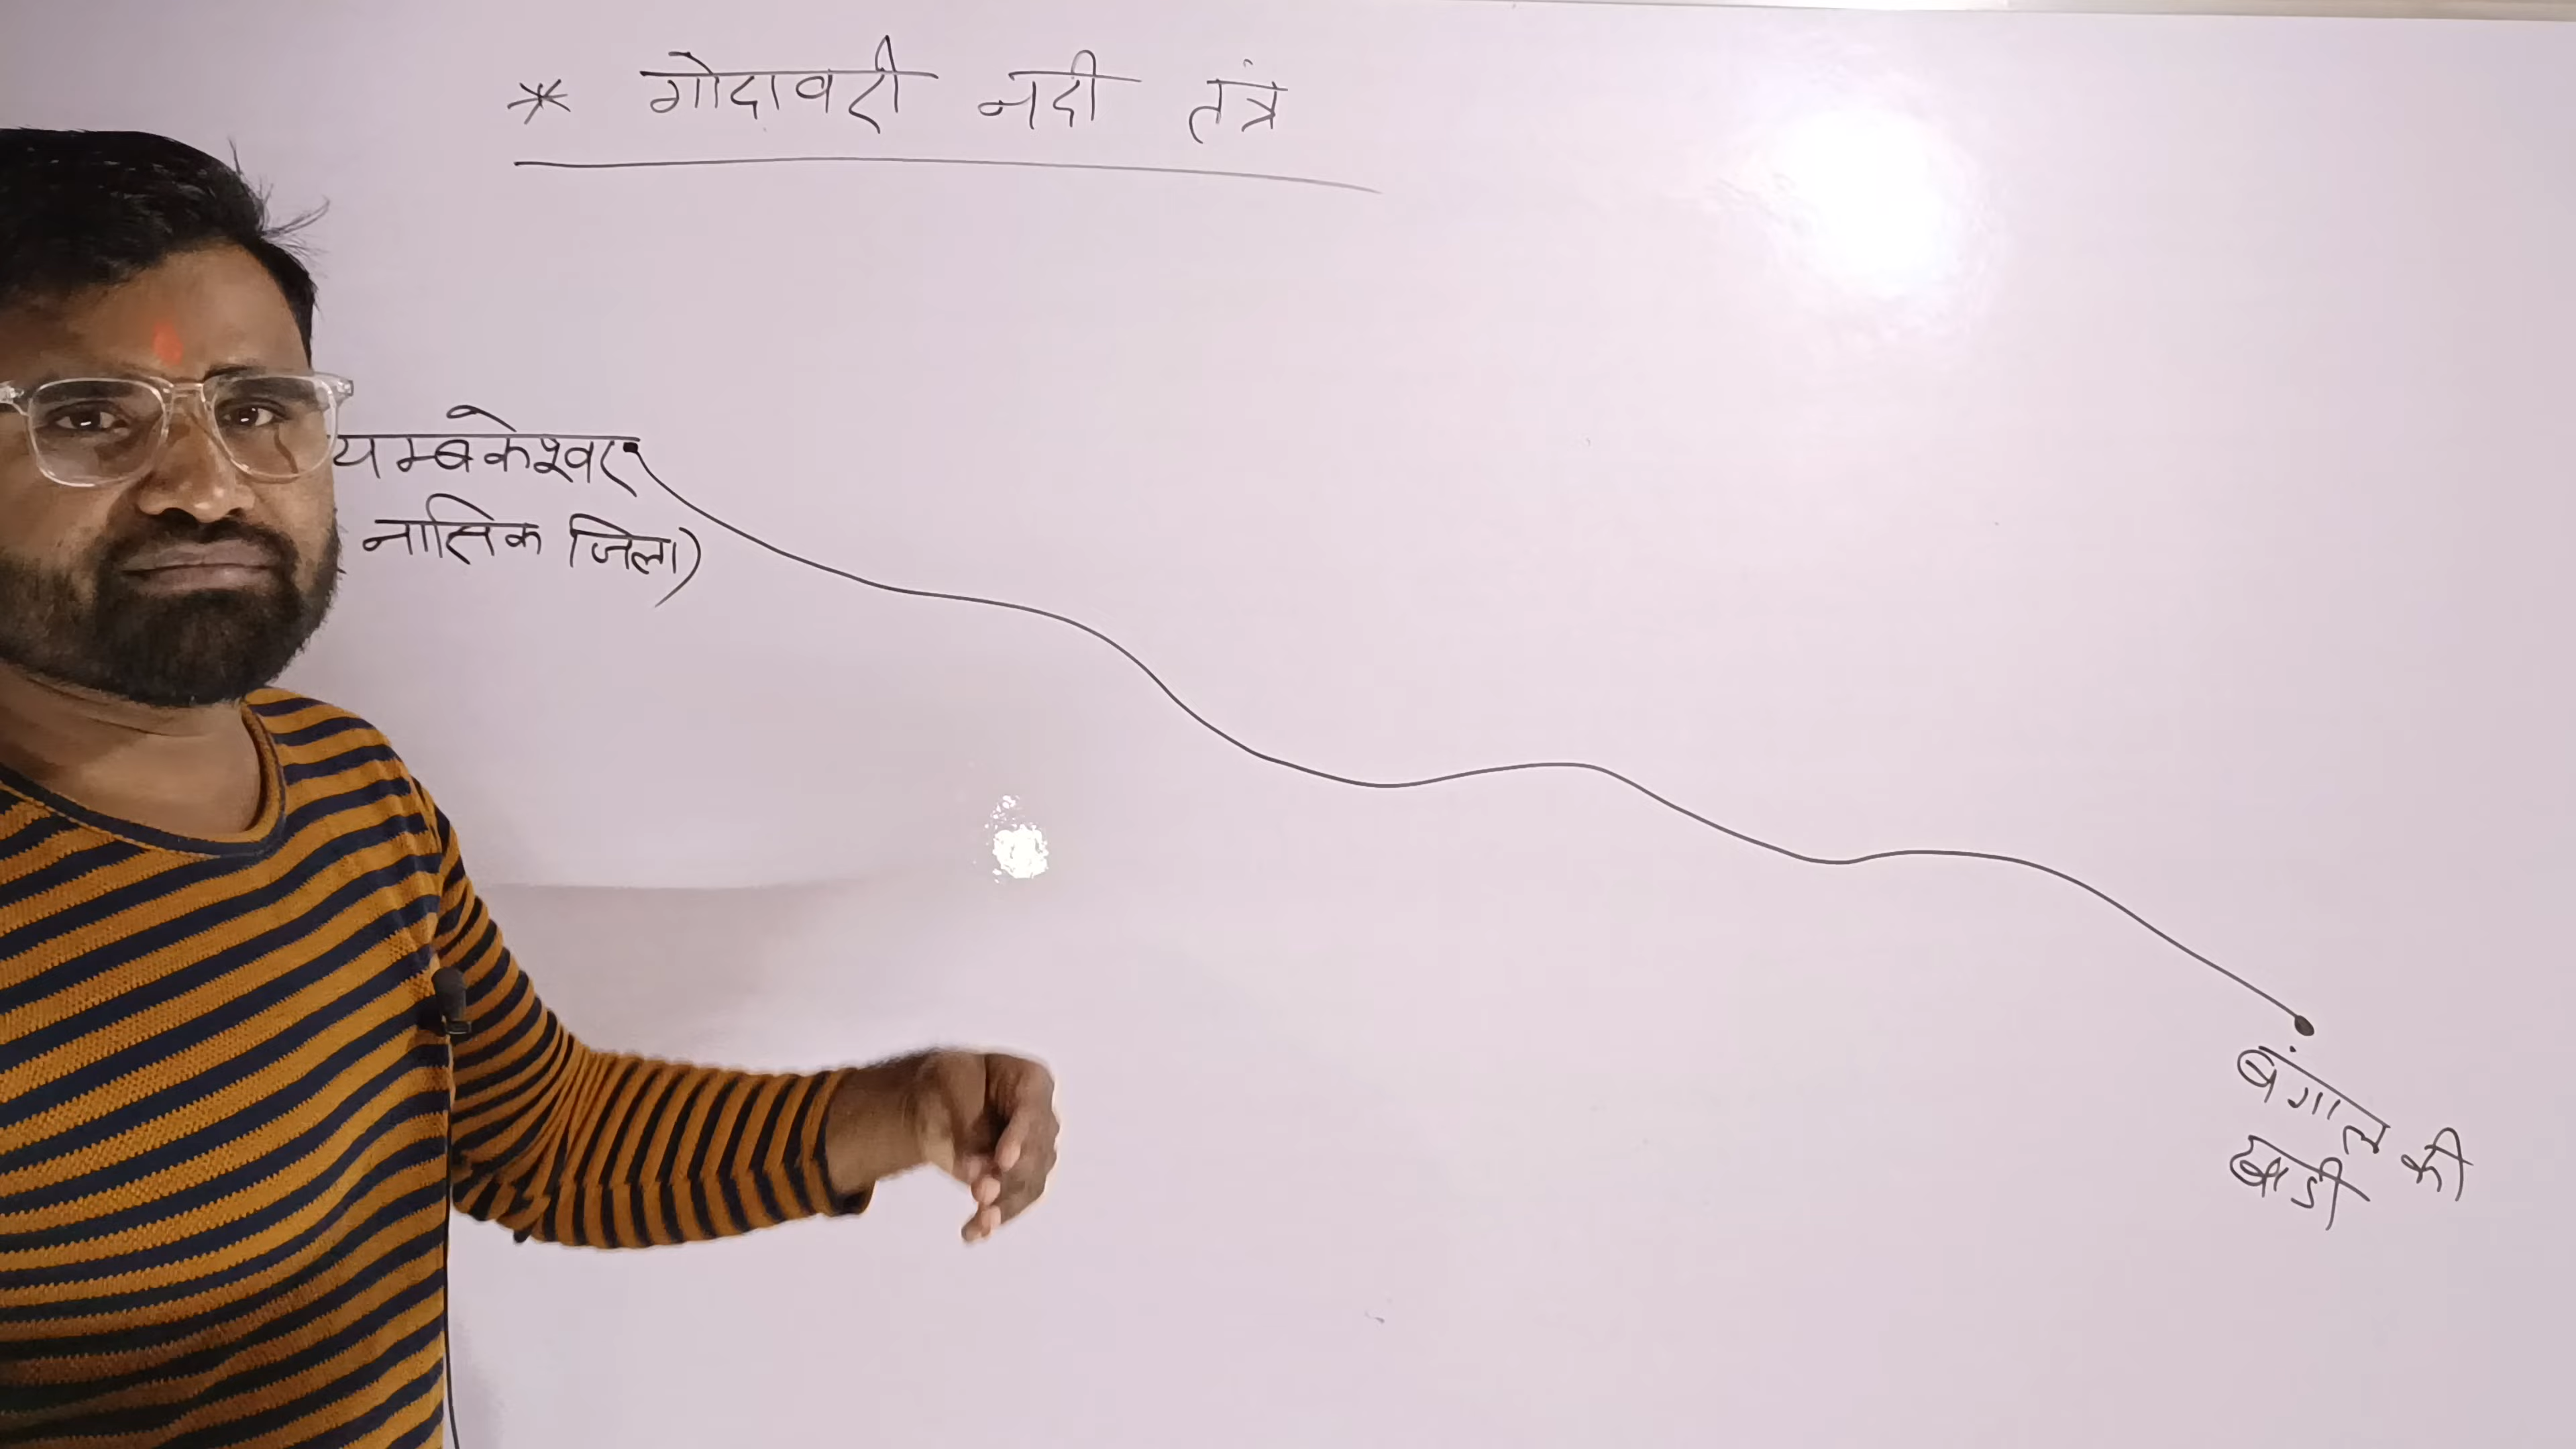 * गोदावरी नदी तंत्र
यम्बकेश्वर
नासिक जिला)
बंगाल की
खाडी